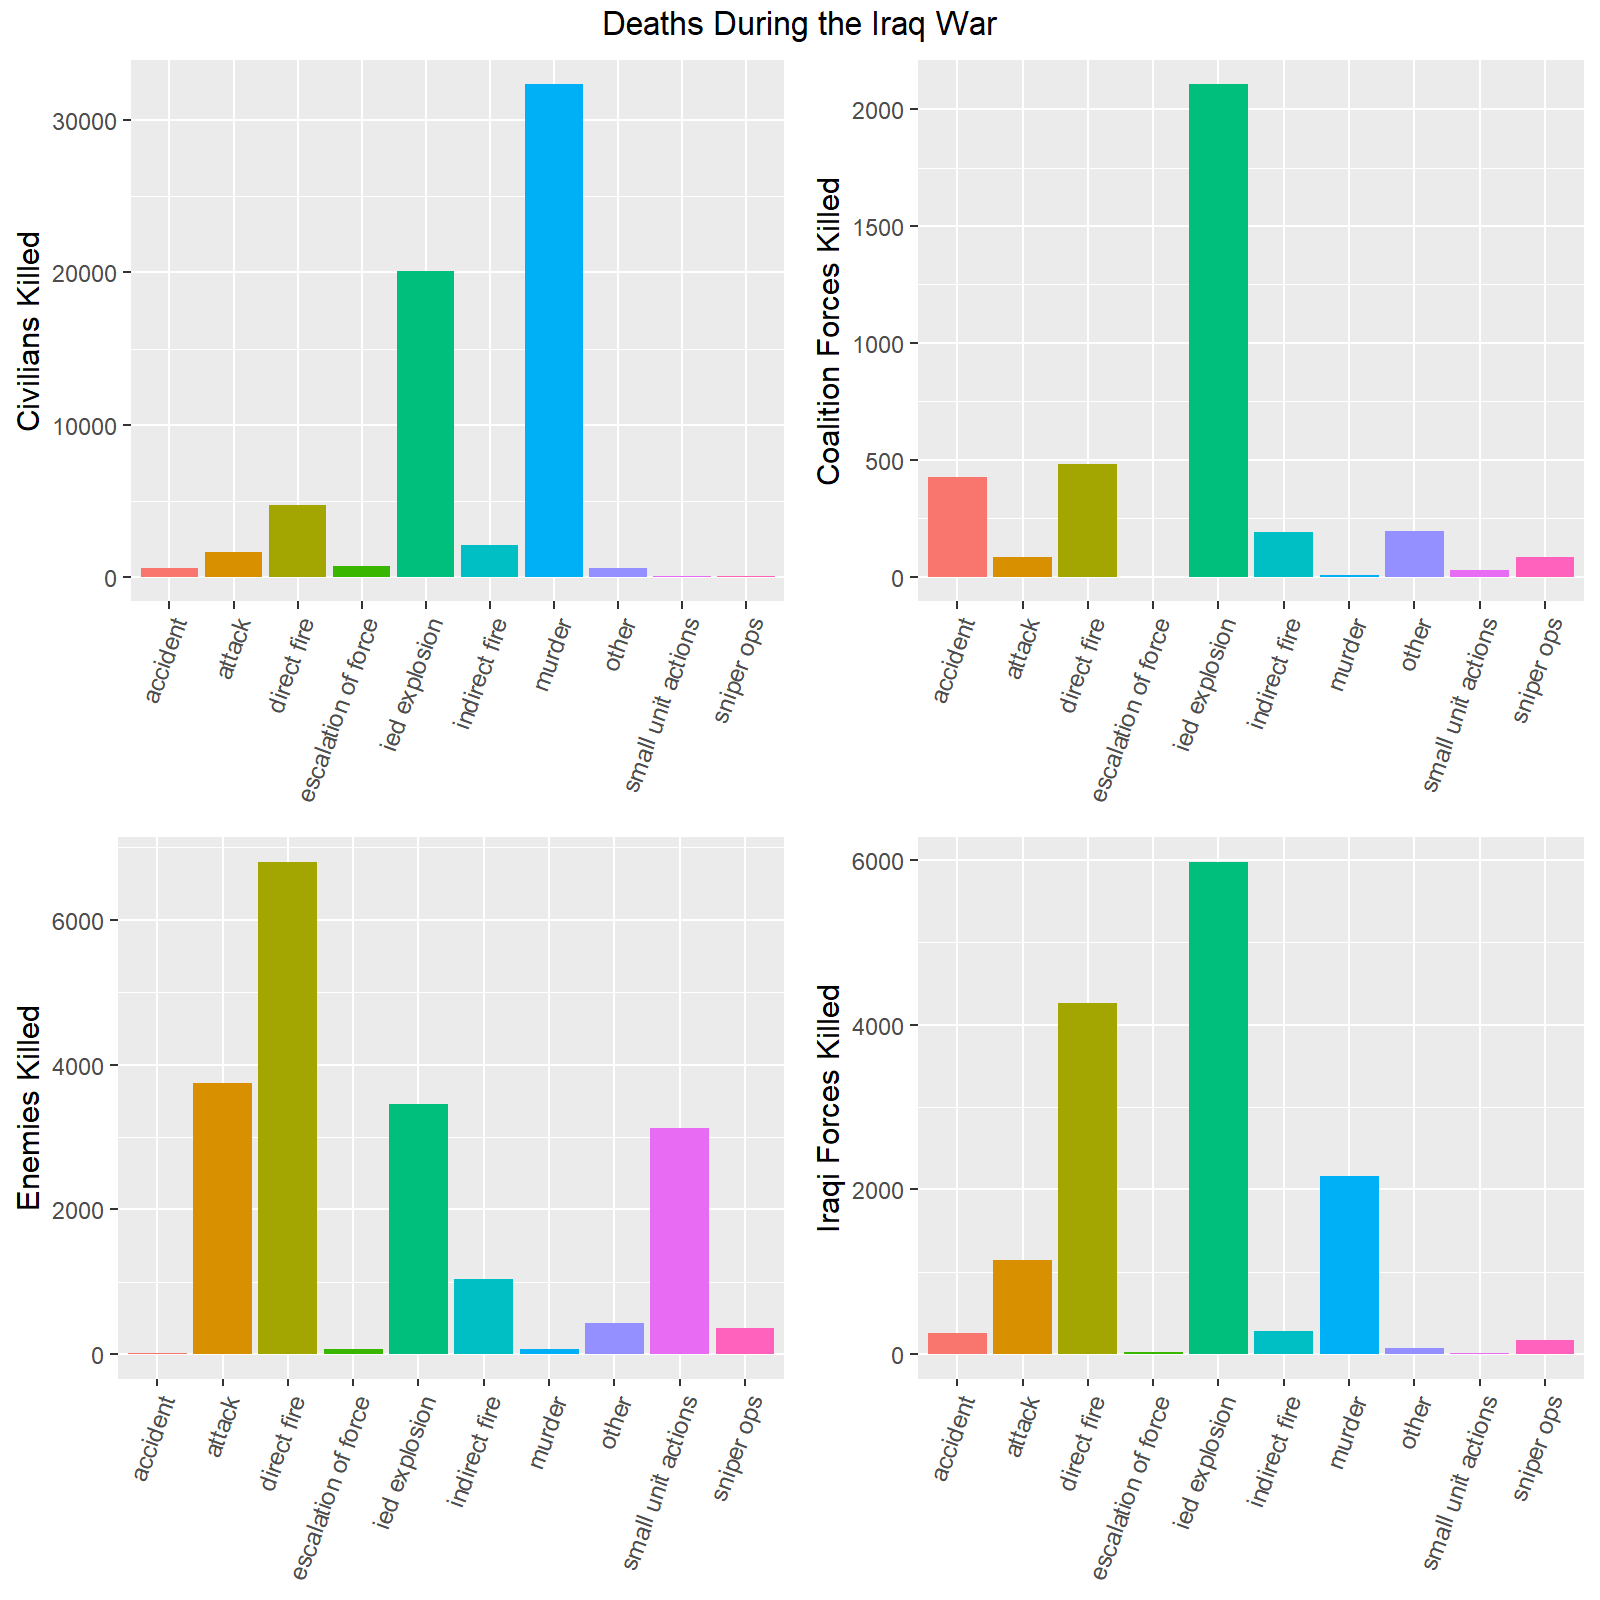 Deaths During the Iraq War
Civilians Killed
30000
20000
10000
0
accident
attack
direct fire
escalation of force
ied explosion
indirect fire
murder
other
small unit actions
sniper ops
Coalition Forces Killed
2000
1500
1000
500
0
accident
attack
direct fire
escalation of force
ied explosion
indirect fire
murder
other
small unit actions
sniper ops
Enemies Killed
6000
4000
2000
0
accident
attack
direct fire
escalation of force
ied explosion
indirect fire
murder
other
small unit actions
sniper ops
Iraqi Forces Killed
6000
4000
2000
0
accident
attack
direct fire
escalation of force
ied explosion
indirect fire
murder
other
small unit actions
sniper ops